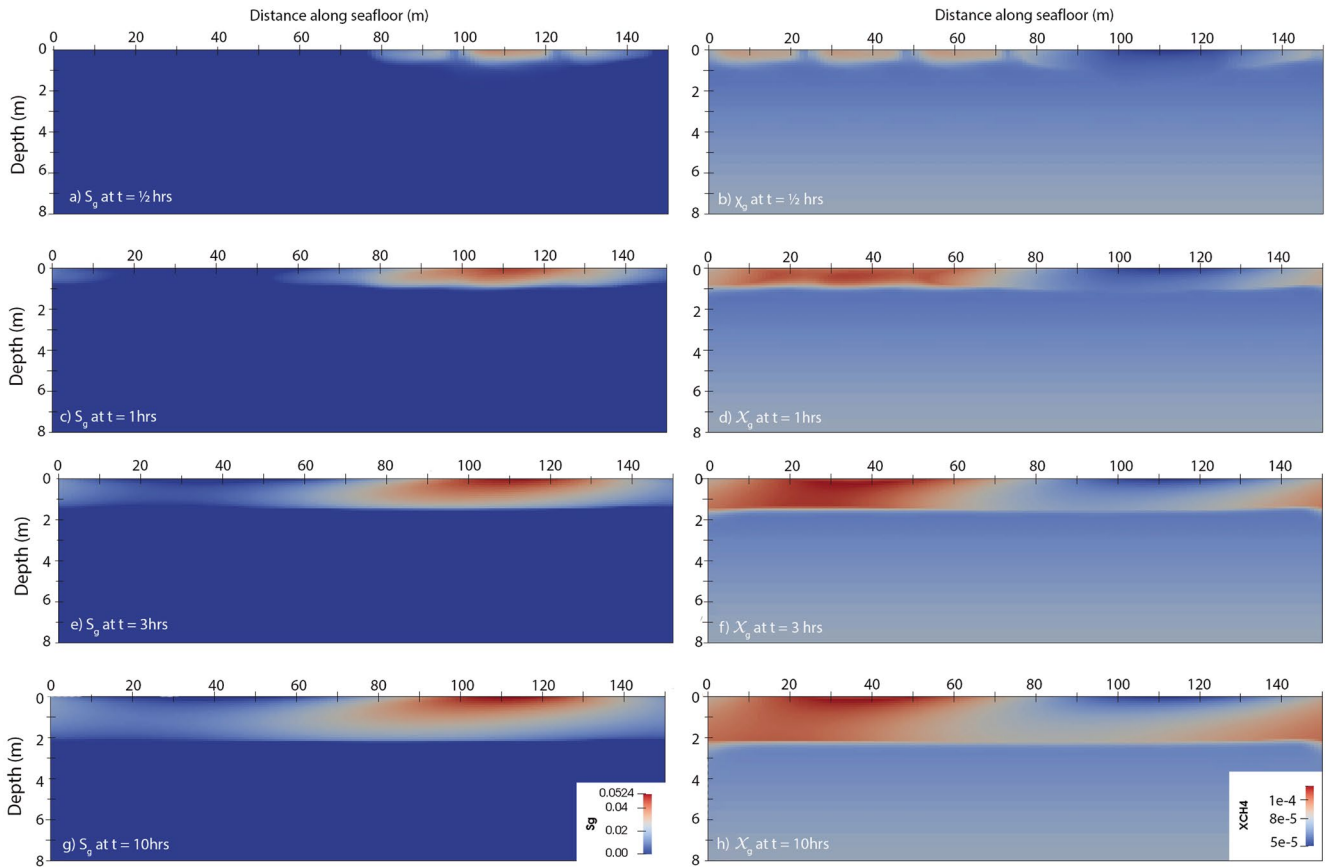 Distance along seafloor (m)
0 20 40 60 80 100 120 140
Depth (m)
0
2
4
6
8
a) Sg at t = ½ hrs
Distance along seafloor (m)
0 20 40 60 80 100 120 140
0
2
4
6
8
b) χg at t = ½ hrs
0 20 40 60 80 100 120 140
Depth (m)
0
2
4
6
8
c) Sg at t = 1hrs
0 20 40 60 80 100 120 140
0
2
4
6
8
d) χg at t = 1hrs
0 20 40 60 80 100 120 140
Depth (m)
0
2
4
6
8
e) Sg at t = 3hrs
0 20 40 60 80 100 120 140
0
2
4
6
8
f) χg at t = 3 hrs
0 20 40 60 80 100 120 140
Depth (m)
0
2
4
6
8
g) Sg at t = 10hrs
Sg
0.0524
0.04
0.02
0.00
0 20 40 60 80 100 120 140
0
2
4
6
8
h) χg at t = 10hrs
XCH4
1e-4
8e-5
5e-5